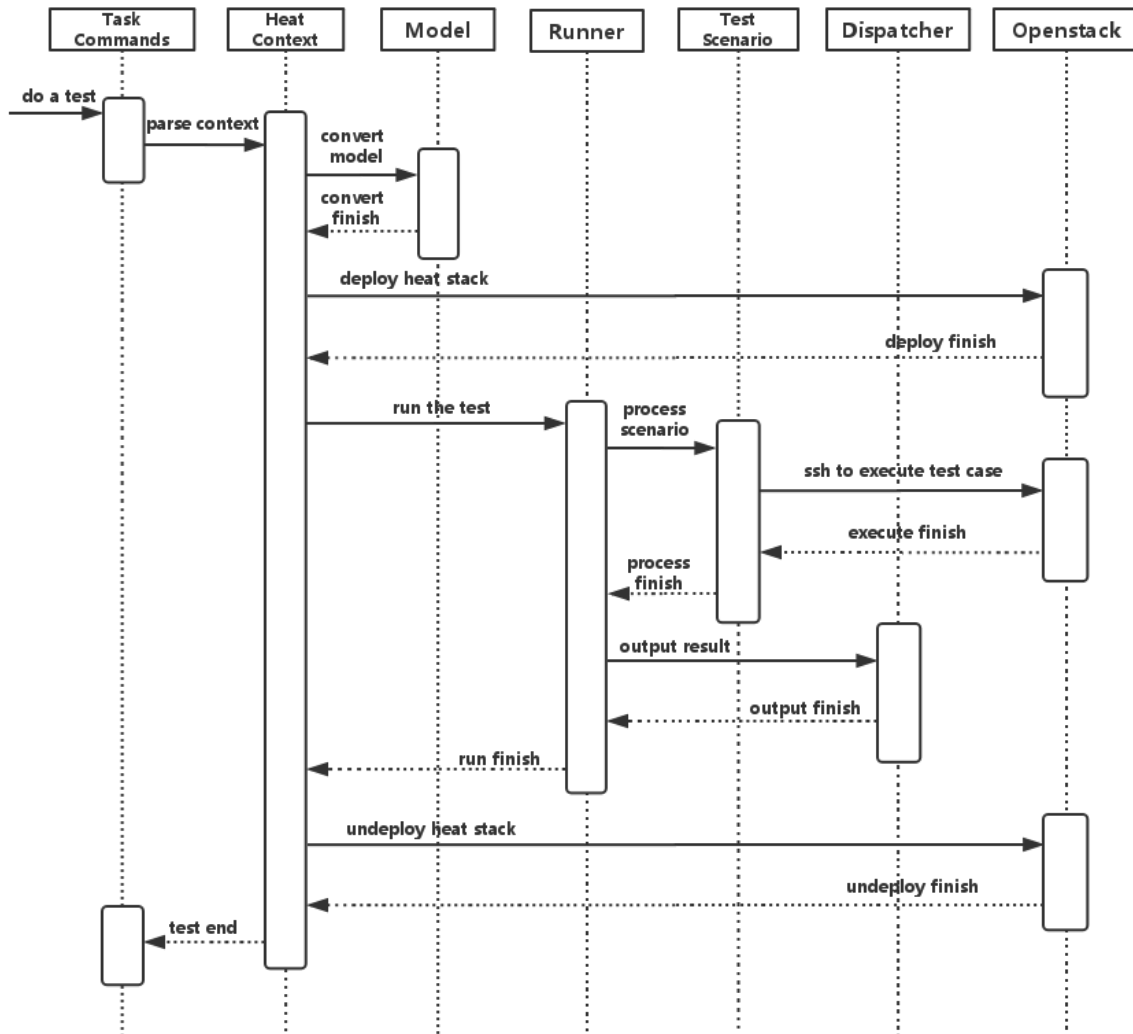 Task
Commands
Heat
Context
Model
Runner
Test
Scenario
Dispatcher
Openstack
do a test
parse context
convert
model
convert
finish
deploy heat stack
deploy finish
run the test
process
scenario
ssh to execute test case
execute finish
process
finish
output result
output finish
run finish
undeploy heat stack
undeploy finish
test end